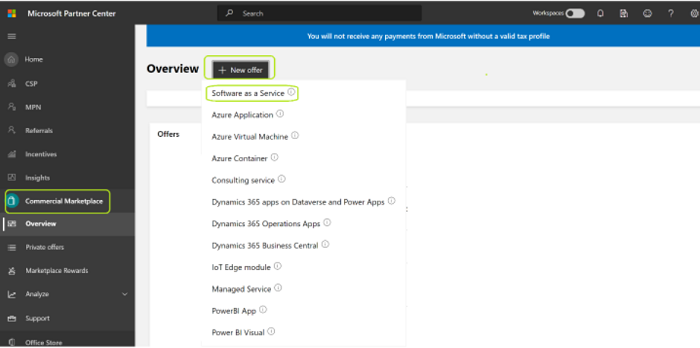 Microsoft Partner Center
Search
Workspaces
You will not receive any payments from Microsoft without a valid tax profile
Home
CSP
MPN
Referrals
Incentives
Insights
Commercial Marketplace
Overview
Private offers
Marketplace Rewards
Analyze
Support
Office Store
Overview
+ New offer
Offers
Software as a Service
Azure Application
Azure Virtual Machine
Azure Container
Consulting service
Dynamics 365 apps on Dataverse and Power Apps
Dynamics 365 Operations Apps
Dynamics 365 Business Central
IoT Edge module
Managed Service
PowerBI App
Power BI Visual